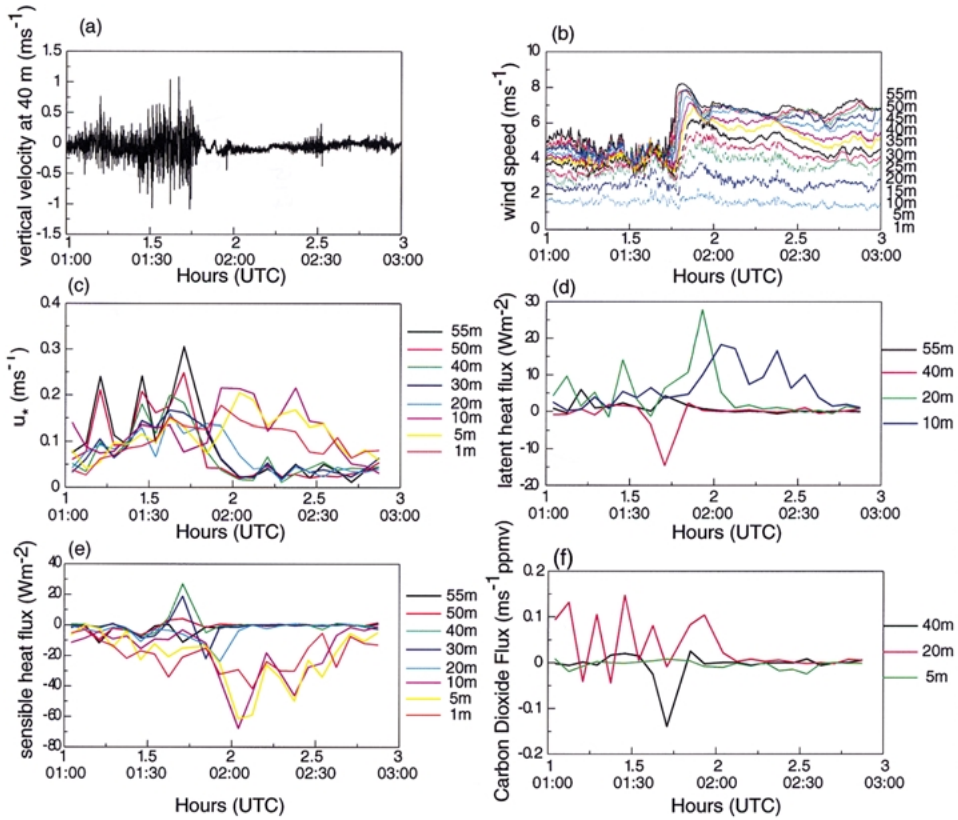 (a)
vertical velocity at 40 m (ms-1)
1.5
1
0.5
0
-0.5
-1
-1.5
1 1.5 2 2.5 3
01:00 01:30 02:00 02:30 03:00
Hours (UTC)
(b)
wind speed (ms-1)
10
8
6
4
2
0
55m
50m
45m
40m
35m
30m
25m
20m
15m
10m
5m
1m
1 1.5 2 2.5 3
01:00 01:30 02:00 02:30 03:00
Hours (UTC)
(c)
u* (ms-1)
0.4
0.3
0.2
0.1
0
1 1.5 2 2.5 3
01:00 01:30 02:00 02:30 03:00
Hours (UTC)
55m
50m
40m
30m
20m
10m
5m
1m
(d)
latent heat flux (Wm-2)
30
20
10
0
-10
-20
1 1.5 2 2.5 3
01:00 01:30 02:00 02:30 03:00
Hours (UTC)
55m
40m
20m
10m
(e)
sensible heat flux (Wm-2)
40
20
0
-20
-40
-60
-80
1 1.5 2 2.5 3
01:00 01:30 02:00 02:30 03:00
Hours (UTC)
55m
50m
40m
30m
20m
10m
5m
1m
(f)
Carbon Dioxide Flux (ms-1ppmv)
0.2
0.1
0
-0.1
-0.2
1 1.5 2 2.5 3
01:00 01:30 02:00 02:30 03:00
Hours (UTC)
40m
20m
5m